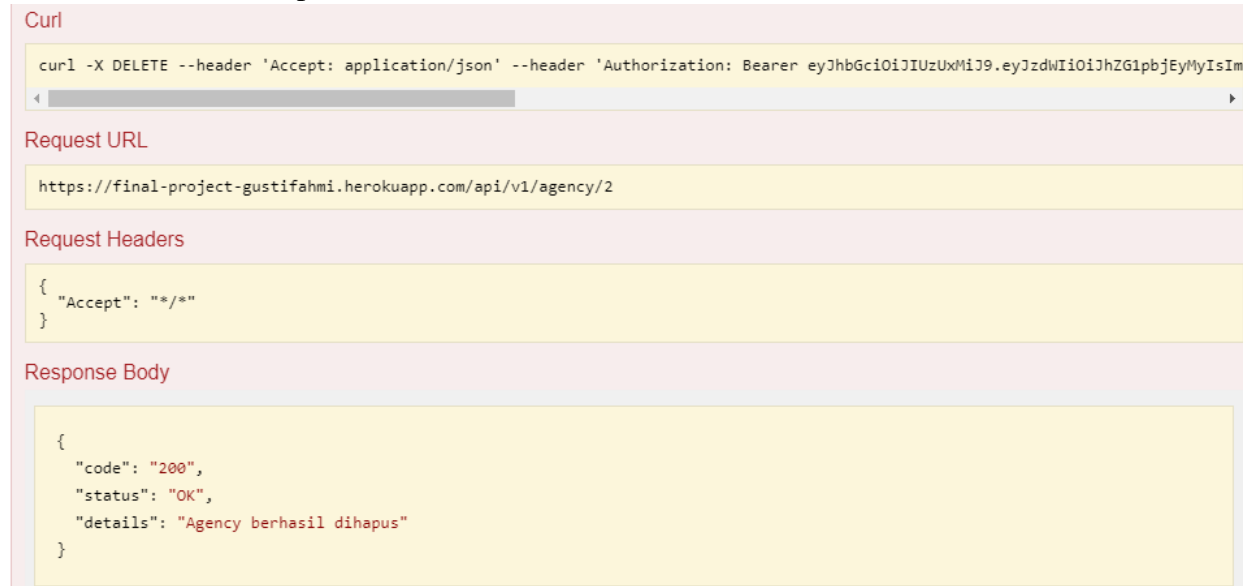 Curl
curl -X DELETE --header 'Accept: application/json' --header 'Authorization: Bearer eyJhbGciOiJIUzUxMiJ9.eyJzdWIiOiJhZG1pbjEyMyIsIm
Request URL
https://final-project-gustifahmi.herokuapp.com/api/v1/agency/2
Request Headers
{
"Accept": "*/*"
}
Response Body
{
"code": "200",
"status": "OK",
"details": "Agency berhasil dihapus"
}